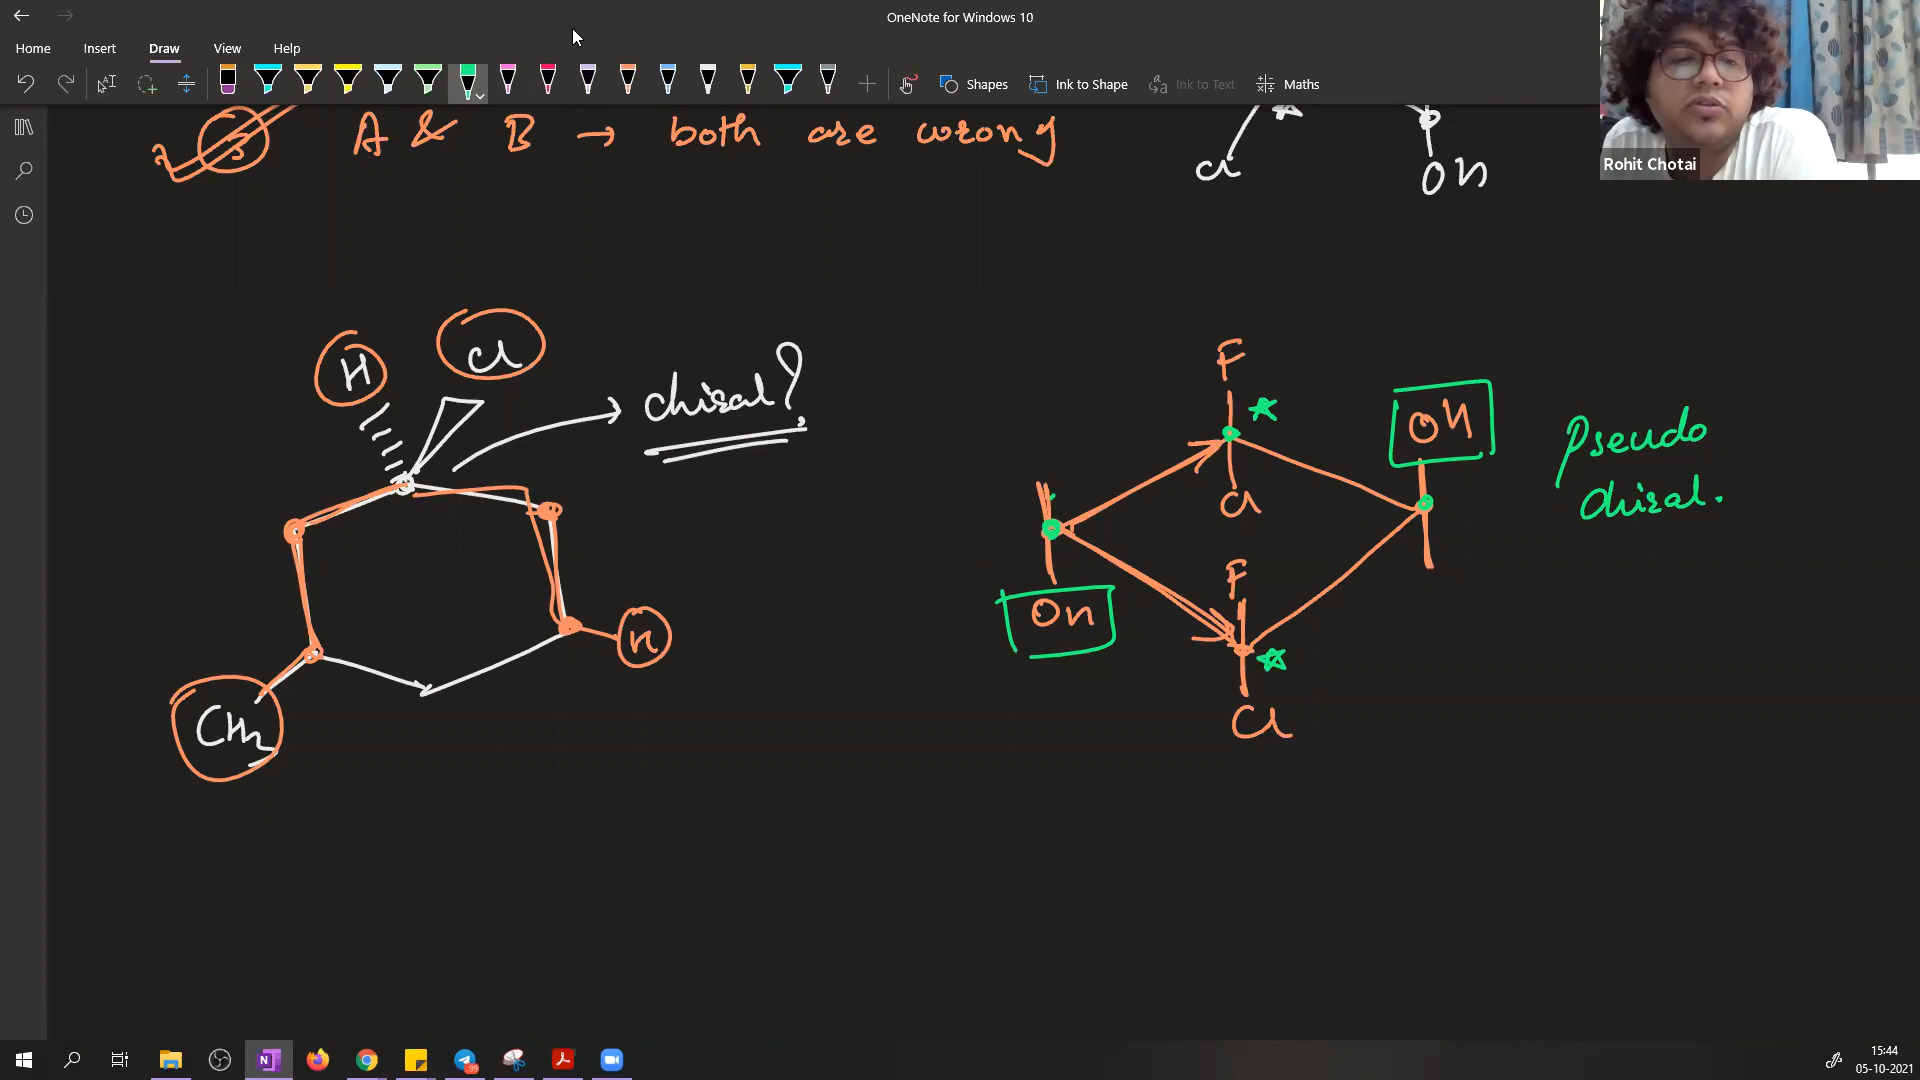 OneNote for Windows 10
Home Insert Draw View Help
Shapes Ink to Shape Ink to Text Maths
A & B → both are wrong
Cl
OH
Rohit Chotai
H
Cl
chiral?
H
CH3
F
Cl
OH
OH
F
Cl
Pseudo
chiral.
15:44
05-10-2021